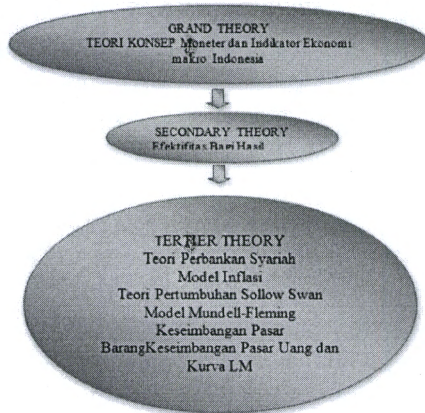 GRAND THEORY
TEORI KONSEP Moneter dan Indikator Ekonomi
makro Indonesia
SECONDARY THEORY
Efektifitas Bagi Hasil
TERTIER THEORY
Teori Perbankan Syariah
Model Inflasi
Teori Pertumbuhan Sollow Swan
Model Mundell-Fleming
Keseimbangan Pasar
BarangKeseimbangan Pasar Uang dan
Kurva LM